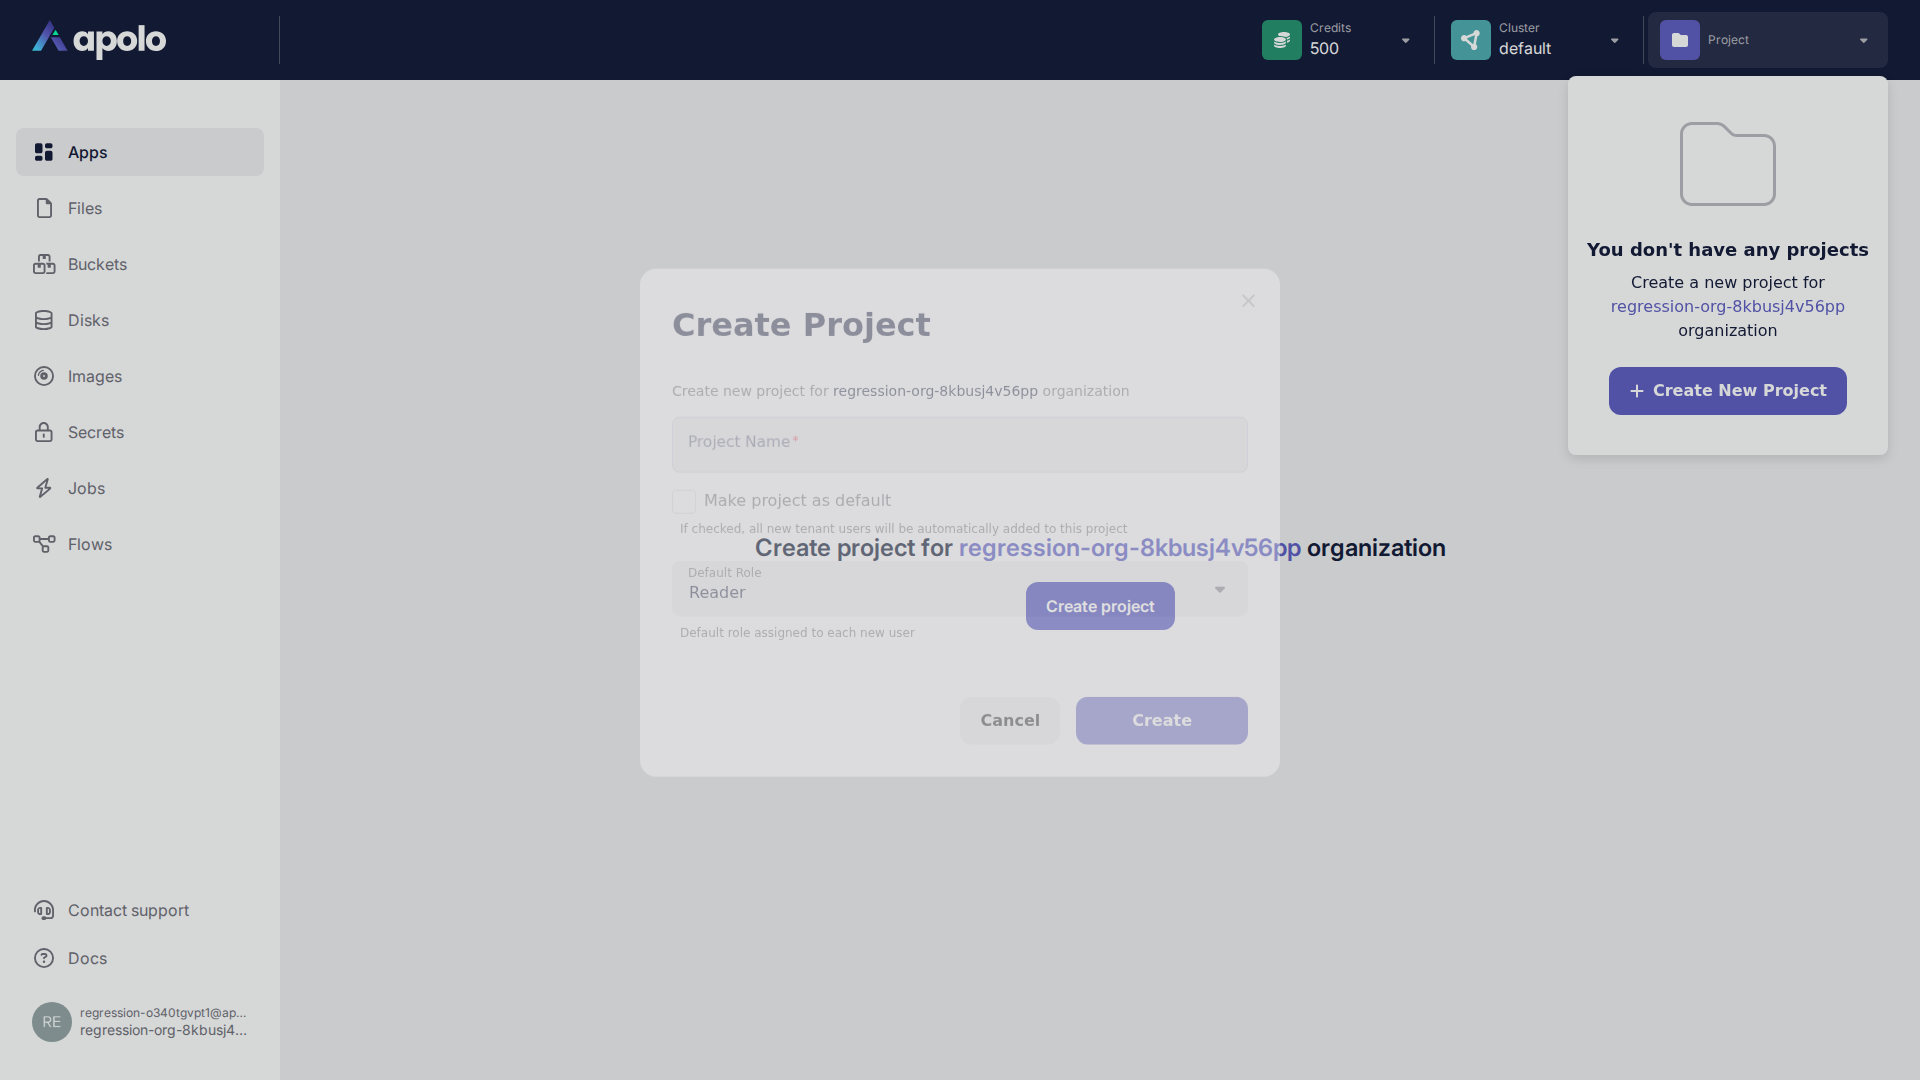 apolo
Credits
500
Cluster
default
Project
Apps
Files
Buckets
Disks
Images
Secrets
Jobs
Flows
Contact support
Docs
RE
regression-o340tgvpt1@ap...
regression-org-8kbusj4...
You don't have any projects
Create a new project for
regression-org-8kbusj4v56pp
organization
Create New Project
Create Project
Create new project for regression-org-8kbusj4v56pp organization
Project Name*
Make project as default
If checked, all new tenant users will be automatically added to this project
Create project for regression-org-8kbusj4v56pp organization
Default Role
Reader
Create project
Default role assigned to each new user
Cancel
Create